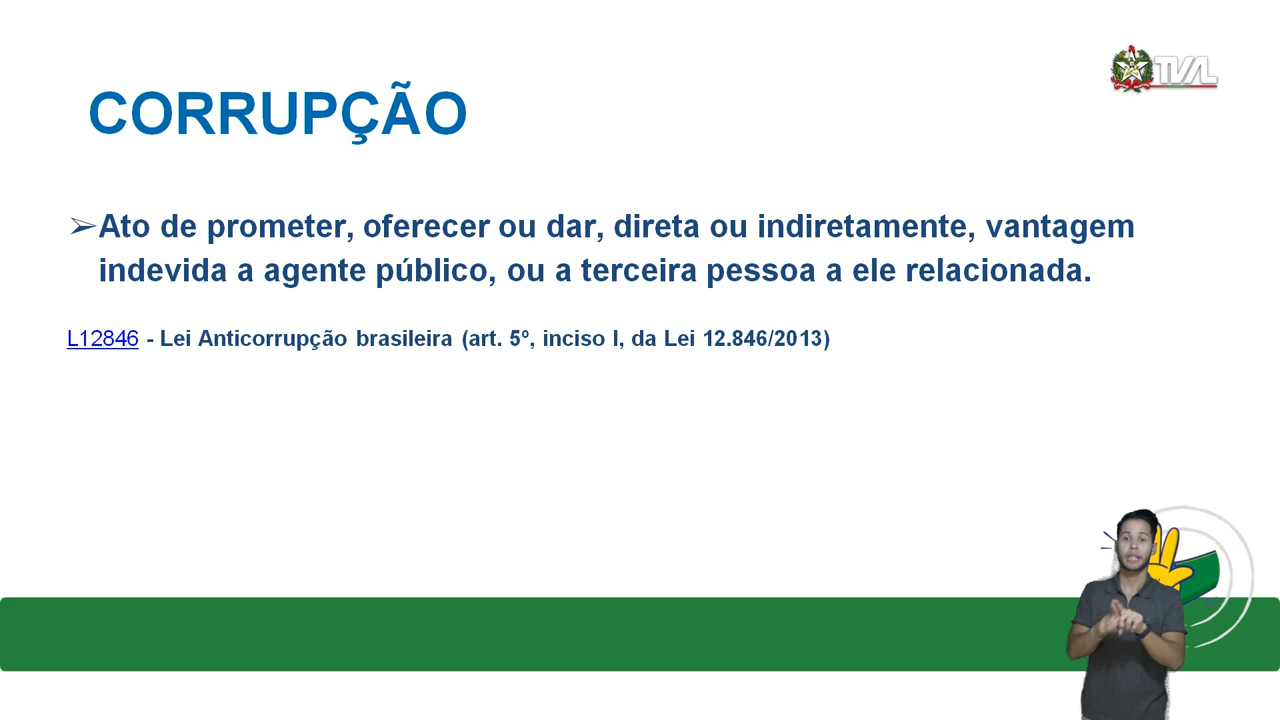 TVAL
CORRUPÇÃO
➢Ato de prometer, oferecer ou dar, direta ou indiretamente, vantagem
indevida a agente público, ou a terceira pessoa a ele relacionada.
L12846 - Lei Anticorrupção brasileira (art. 5º, inciso I, da Lei 12.846/2013)